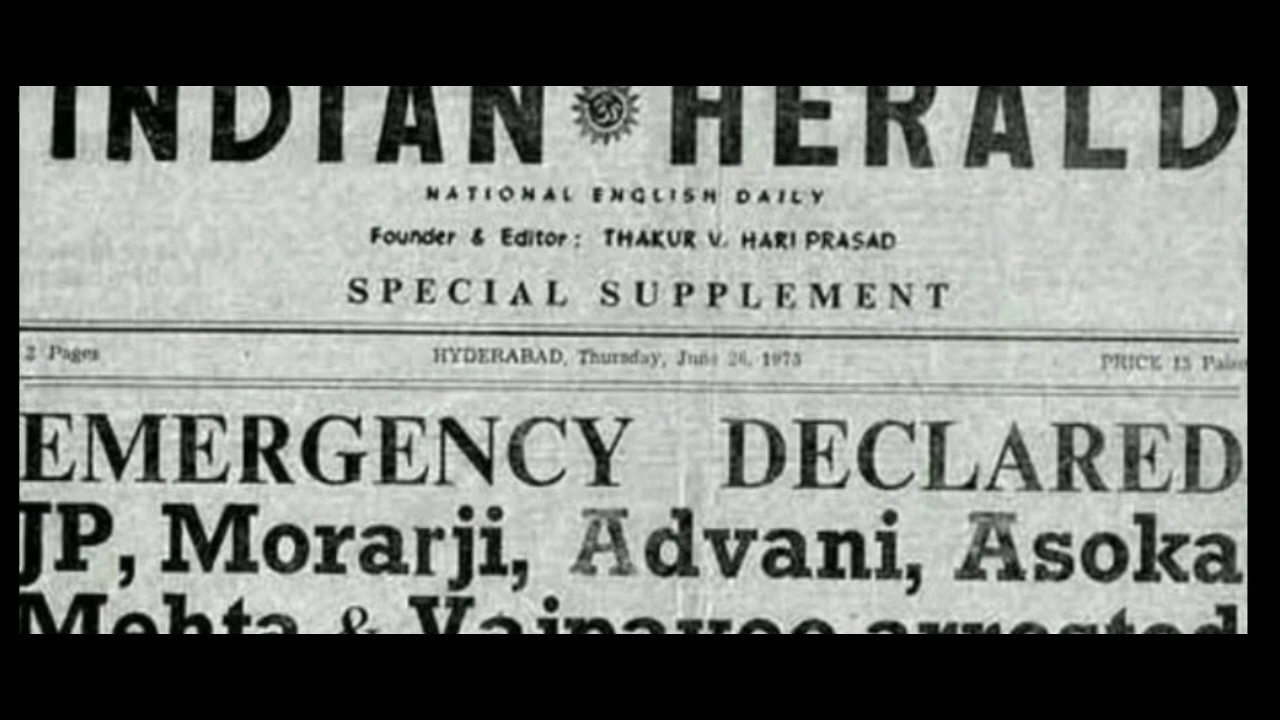 INDIAN HERALD
NATIONAL ENGLISH DAILY
Founder & Editor: THAKUR V. HARI PRASAD
SPECIAL SUPPLEMENT
2 Pages HYDERABAD, Thursday, June 26, 1975 PRICE 15 Paise
EMERGENCY DECLARED
JP, Morarji, Advani, Asoka
Mehta & Vajpayee arrested